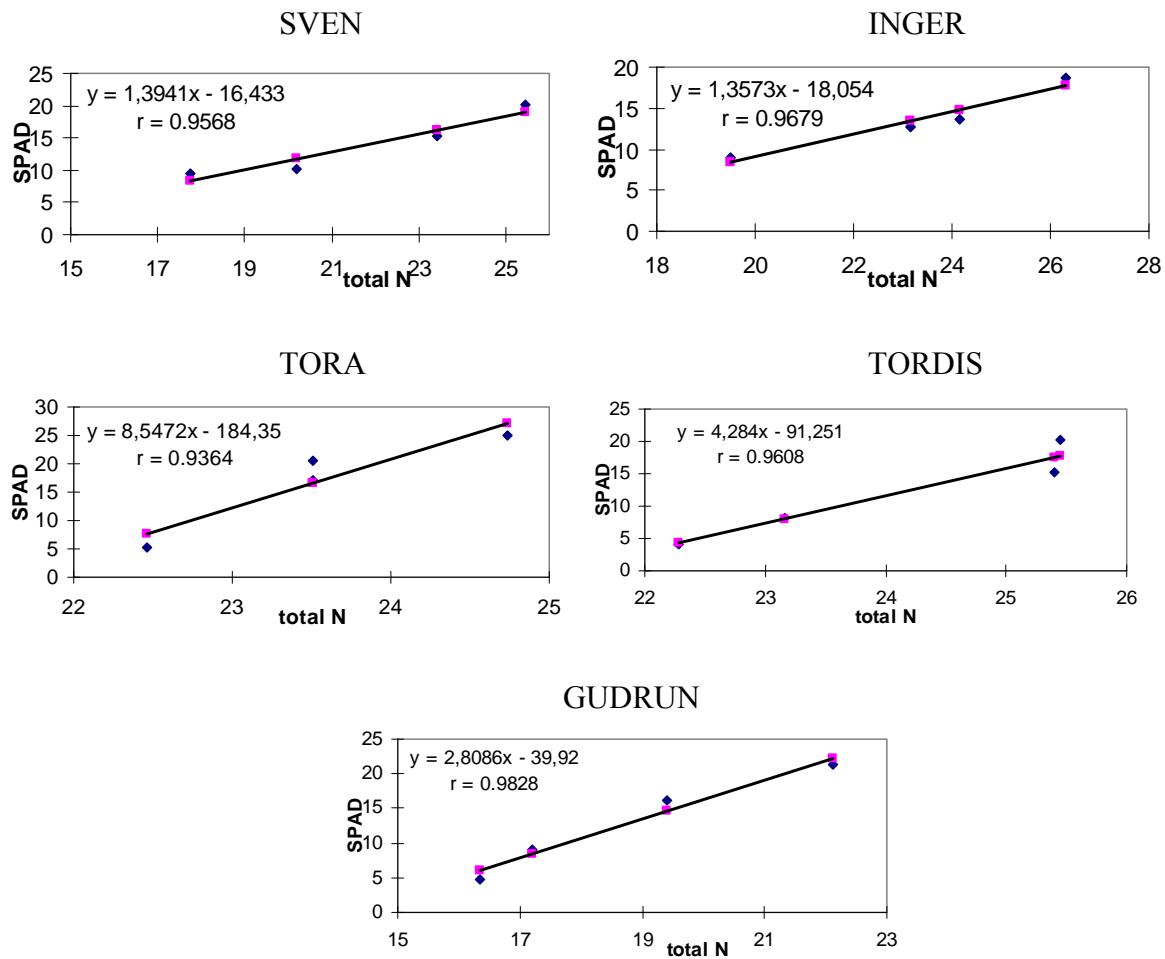 SVEN
y = 1,3941x - 16,433
r = 0.9568
25
20
15
10
5
0
SPAD
15 17 19 21 23 25
total N
INGER
y = 1,3573x - 18,054
r = 0.9679
20
15
10
5
0
SPAD
18 20 22 24 26 28
total N
TORA
y = 8,5472x - 184,35
r = 0.9364
30
25
20
15
10
5
0
SPAD
22 23 24 25
total N
TORDIS
y = 4,284x - 91,251
r = 0.9608
25
20
15
10
5
0
SPAD
22 23 24 25 26
total N
GUDRUN
y = 2,8086x - 39,92
r = 0.9828
25
20
15
10
5
0
SPAD
15 17 19 21 23
total N